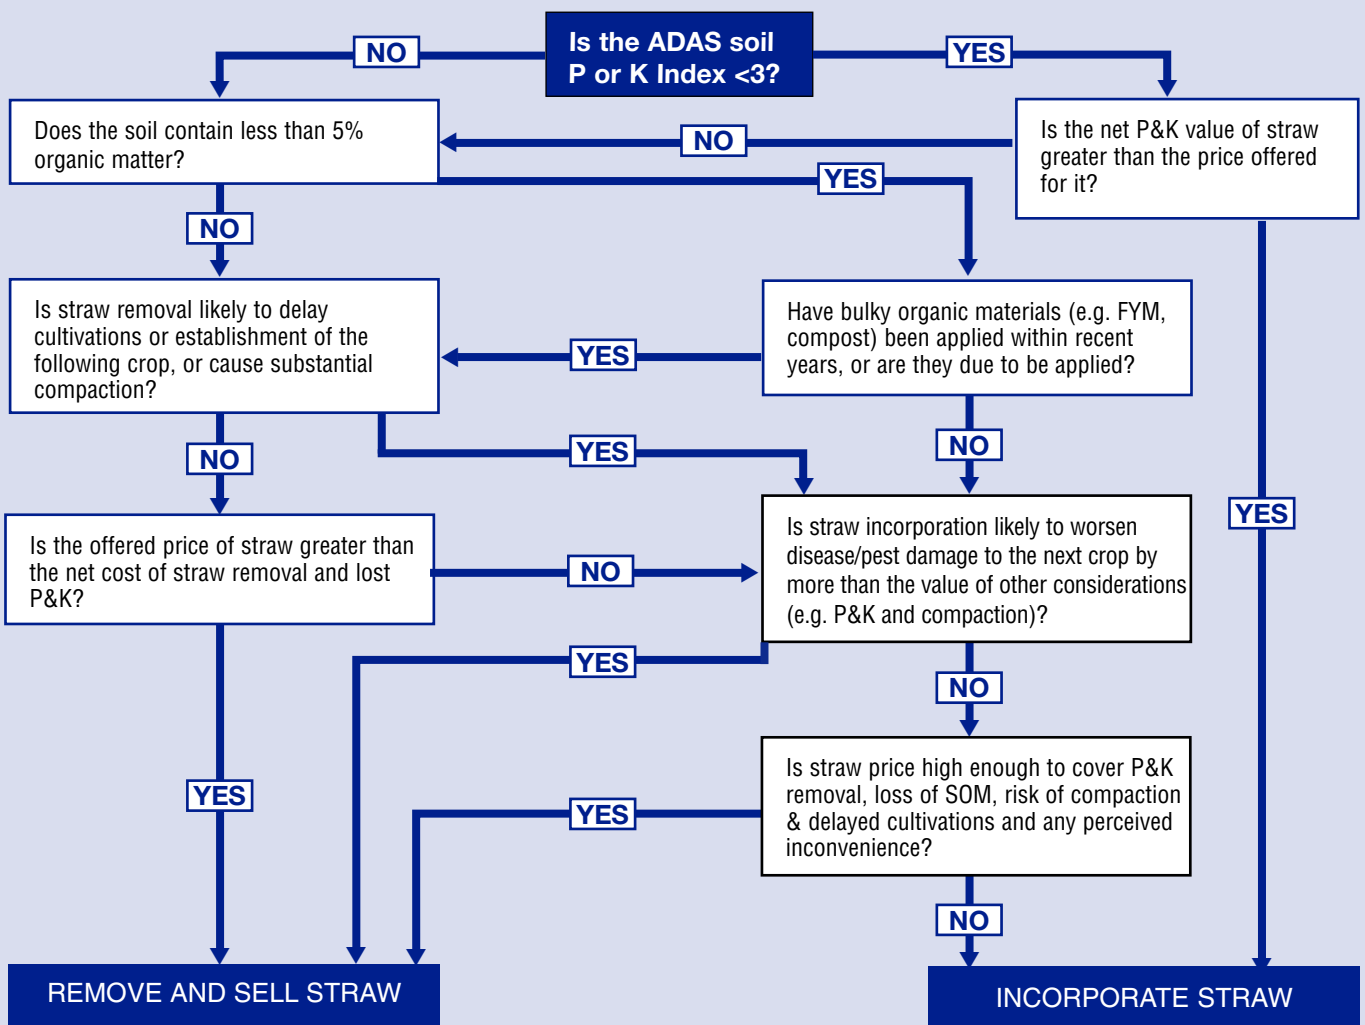 Is the ADAS soil
P or K Index <3?
NO
YES
Does the soil contain less than 5%
organic matter?
NO
Is the net P&K value of straw
greater than the price offered
for it?
YES
NO
Is straw removal likely to delay
cultivations or establishment of the
following crop, or cause substantial
compaction?
YES
Have bulky organic materials (e.g. FYM,
compost) been applied within recent
years, or are they due to be applied?
NO
YES
NO
YES
Is the offered price of straw greater than
the net cost of straw removal and lost
P&K?
NO
Is straw incorporation likely to worsen
disease/pest damage to the next crop by
more than the value of other considerations
(e.g. P&K and compaction)?
YES
NO
YES
YES
Is straw price high enough to cover P&K
removal, loss of SOM, risk of compaction
& delayed cultivations and any perceived
inconvenience?
NO
REMOVE AND SELL STRAW
INCORPORATE STRAW